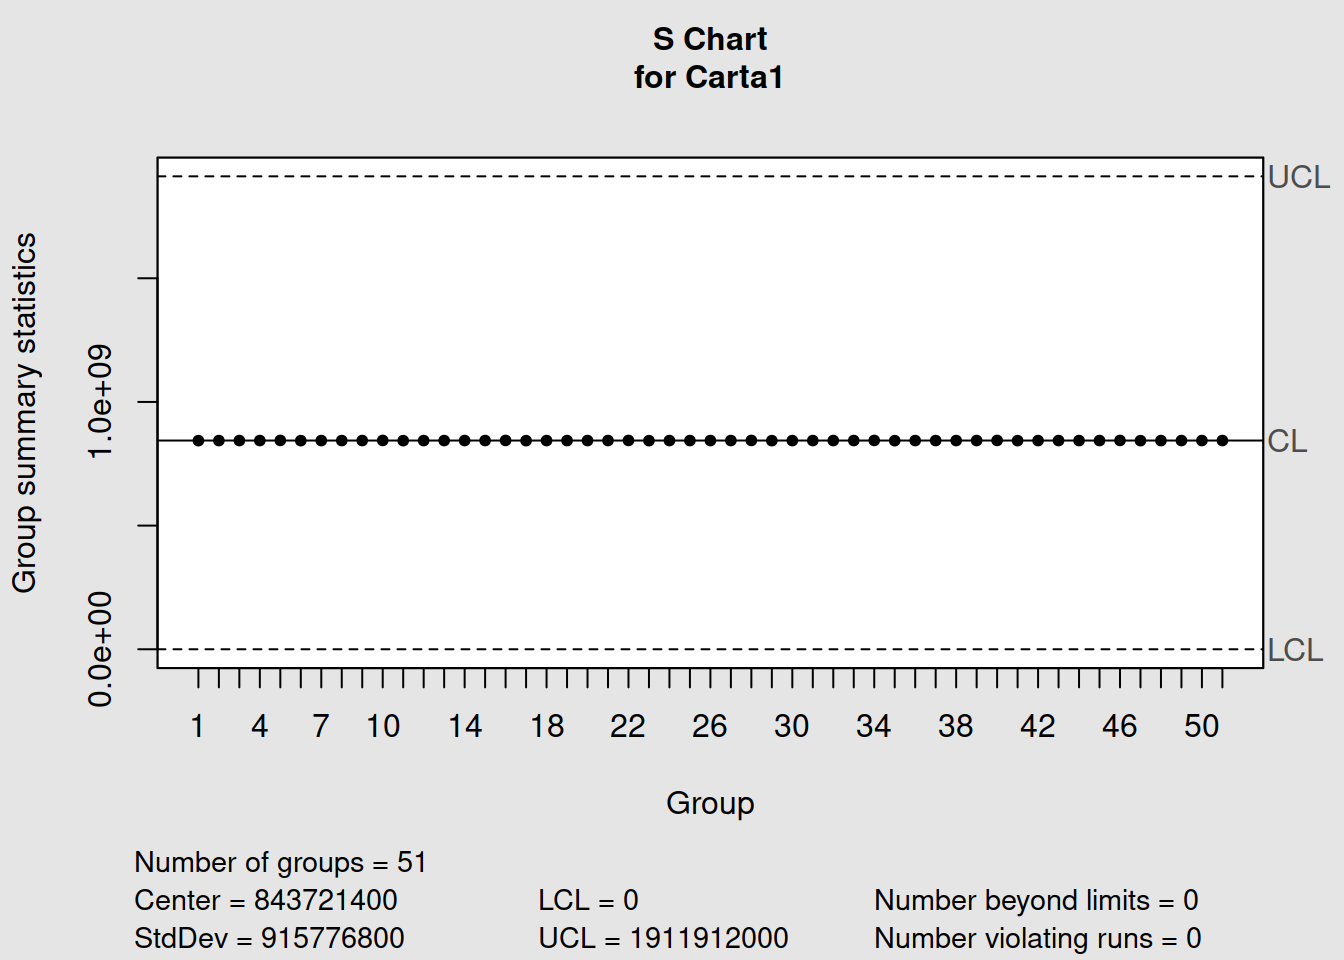 S Chart
for Carta1
UCL
CL
LCL
Group summary statistics
1.0e+09
0.0e+00
1 4 7 10 14 18 22 26 30 34 38 42 46 50
Group
Number of groups = 51
Center = 843721400 LCL = 0 Number beyond limits = 0
StdDev = 915776800 UCL = 1911912000 Number violating runs = 0